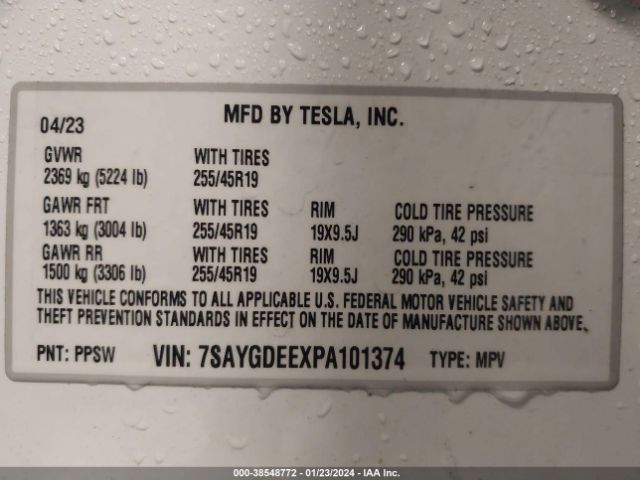 MFD BY TESLA, INC.
04/23
GVWR WITH TIRES
2369 kg (5224 lb) 255/45R19
GAWR FRT WITH TIRES RIM COLD TIRE PRESSURE
1363 kg (3004 lb) 255/45R19 19X9.5J 290 kPa, 42 psi
GAWR RR WITH TIRES RIM COLD TIRE PRESSURE
1500 kg (3306 lb) 255/45R19 19X9.5J 290 kPa, 42 psi
THIS VEHICLE CONFORMS TO ALL APPLICABLE U.S. FEDERAL MOTOR VEHICLE SAFETY AND
THEFT PREVENTION STANDARDS IN EFFECT ON THE DATE OF MANUFACTURE SHOWN ABOVE.
PNT: PPSW VIN: 7SAYGDEEXPA101374 TYPE: MPV
000-38548772 - 01/23/2024 - IAA Inc.